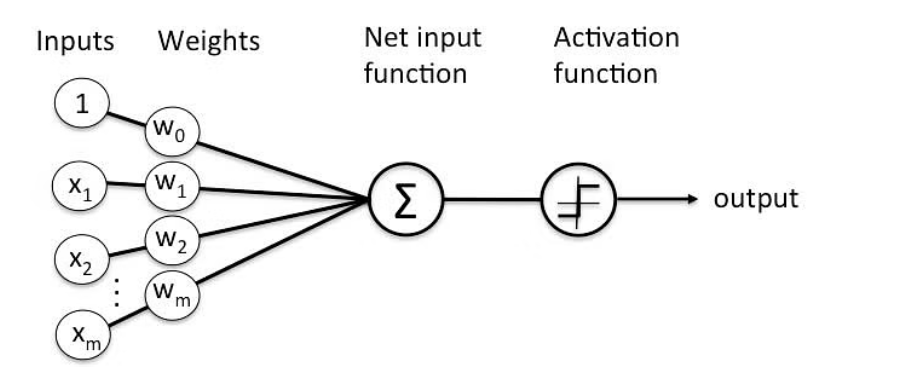 Inputs Weights Net input function Activation function
1
w0
x1
w1
Σ
output
x2
w2
⋮
wm
xm